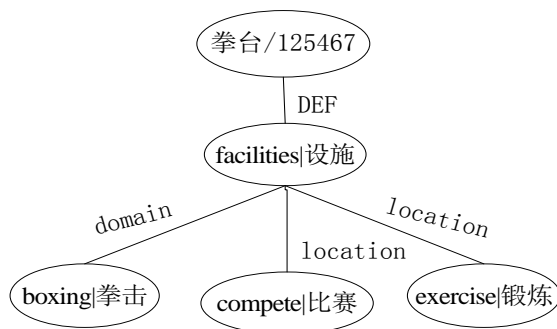 拳台/125467
DEF
facilities|设施
domain
location
location
boxing|拳击
compete|比赛
exercise|锻炼